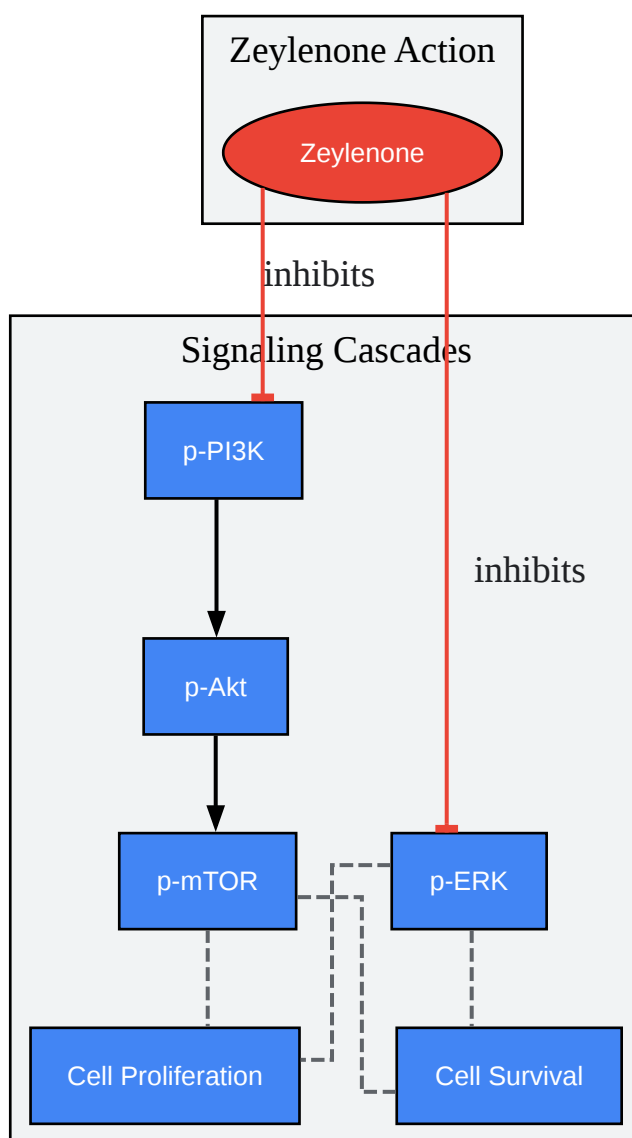 Zeylenone Action
Zeylenone
inhibits
Signaling Cascades
p-PI3K
inhibits
p-Akt
p-mTOR
p-ERK
Cell Proliferation
Cell Survival